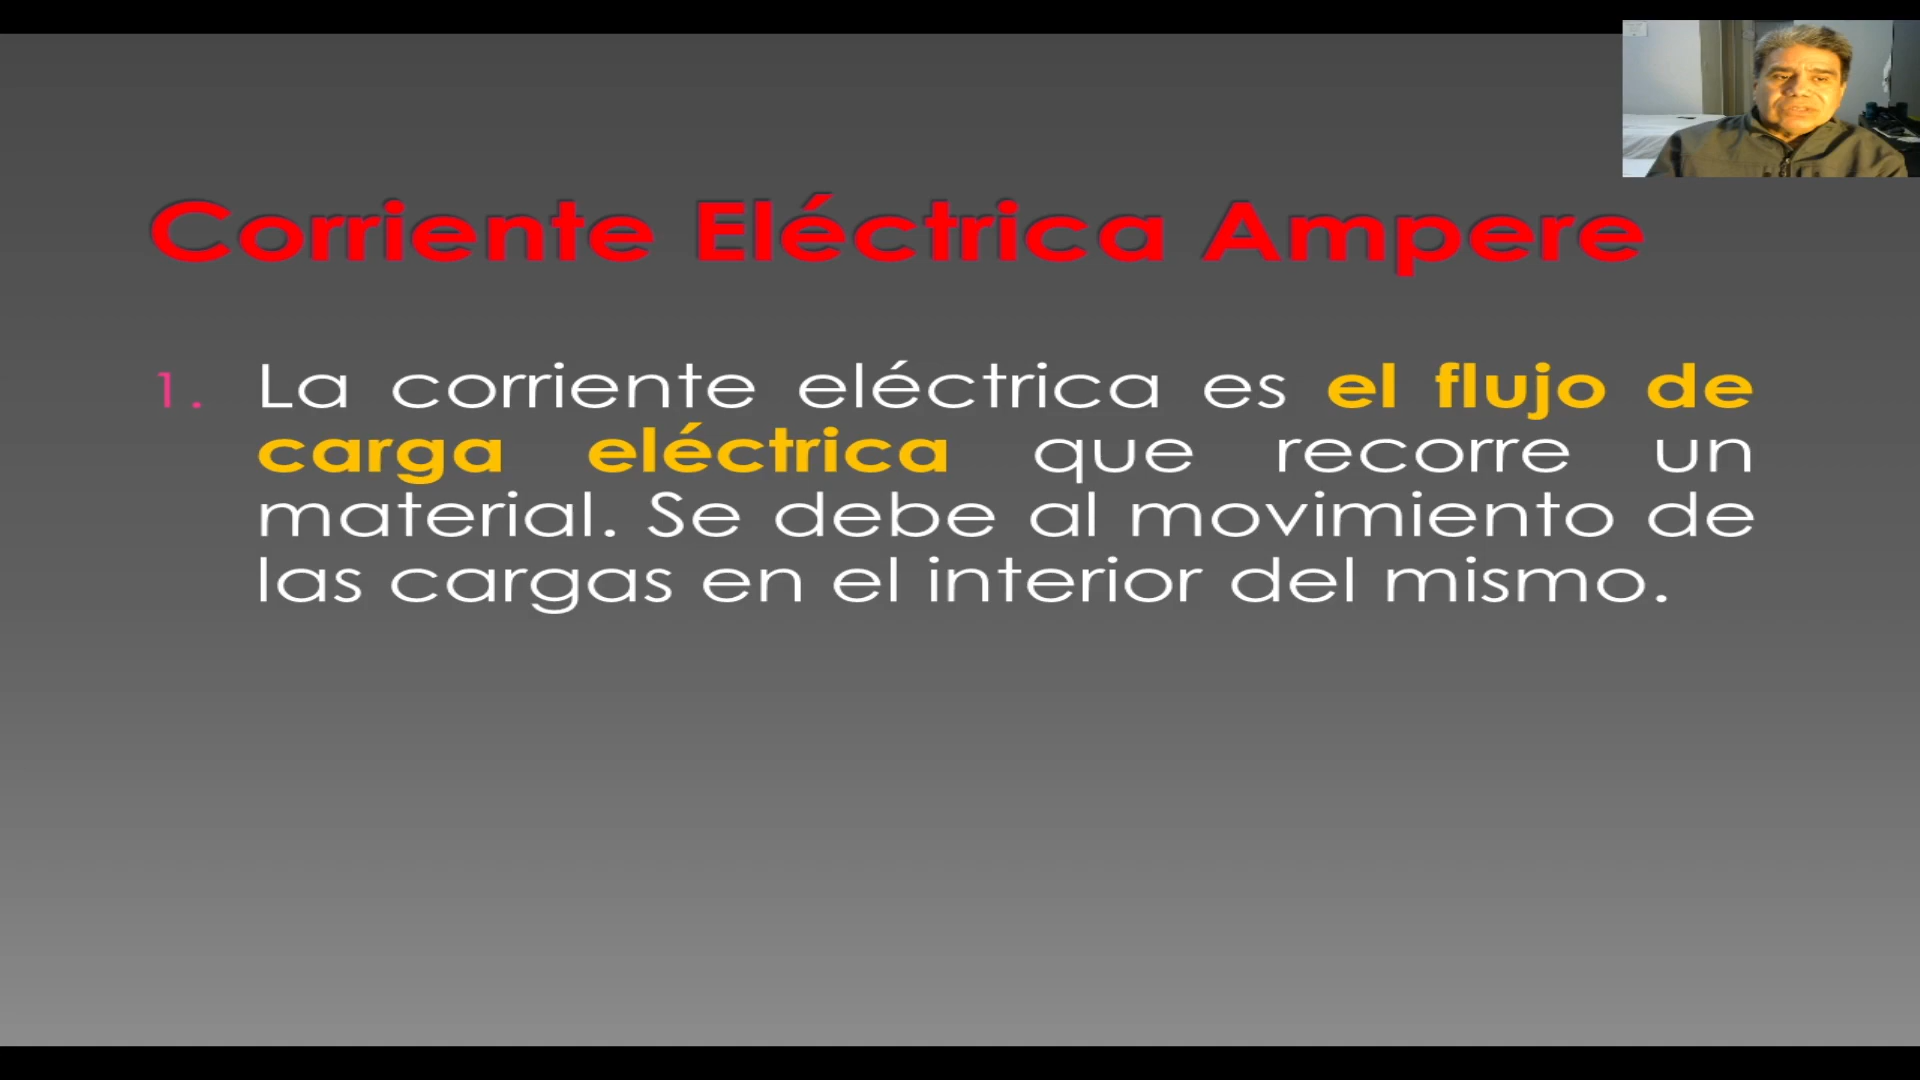 Corriente Eléctrica Ampere
1. La corriente eléctrica es el flujo de
carga eléctrica que recorre un
material. Se debe al movimiento de
las cargas en el interior del mismo.